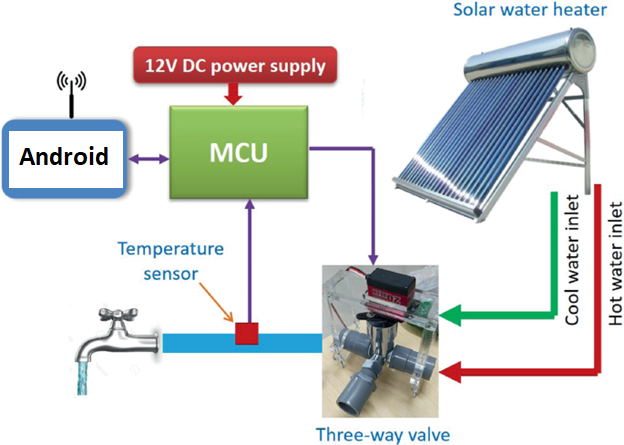 Solar water heater
12V DC power supply
Android
MCU
Temperature
sensor
Cool water inlet
Hot water inlet
Three-way valve